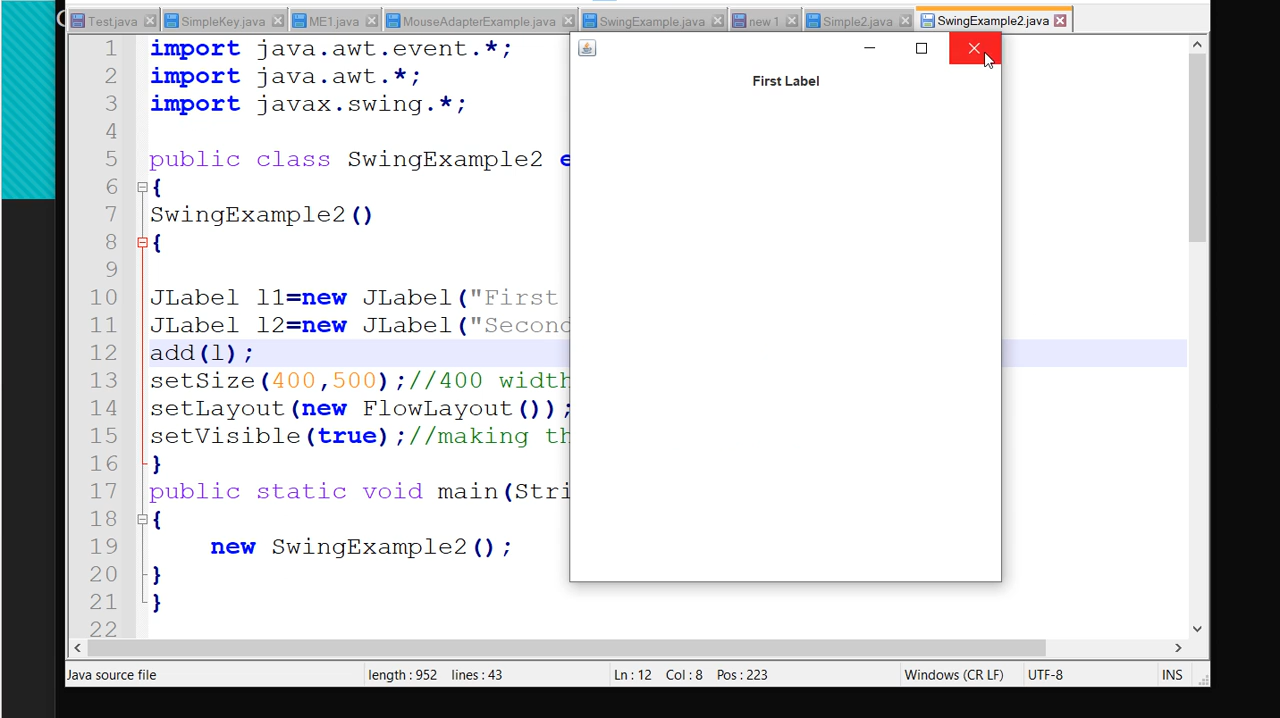 Test.java SimpleKey.java ME1.java MouseAdapterExample.java SwingExample.java new 1 Simple2.java SwingExample2.java
First Label
1 import java.awt.event.*;
2 import java.awt.*;
3 import javax.swing.*;
4
5 public class SwingExample2 e
6 {
7 SwingExample2()
8 {
9
10 JLabel l1=new JLabel("First
11 JLabel l2=new JLabel("Second
12 add(l);
13 setSize(400,500);//400 width
14 setLayout(new FlowLayout());
15 setVisible(true);//making th
16 }
17 public static void main(Stri
18 {
19 new SwingExample2();
20 }
21 }
22
Java source file length : 952 lines : 43 Ln : 12 Col : 8 Pos : 223 Windows (CR LF) UTF-8 INS